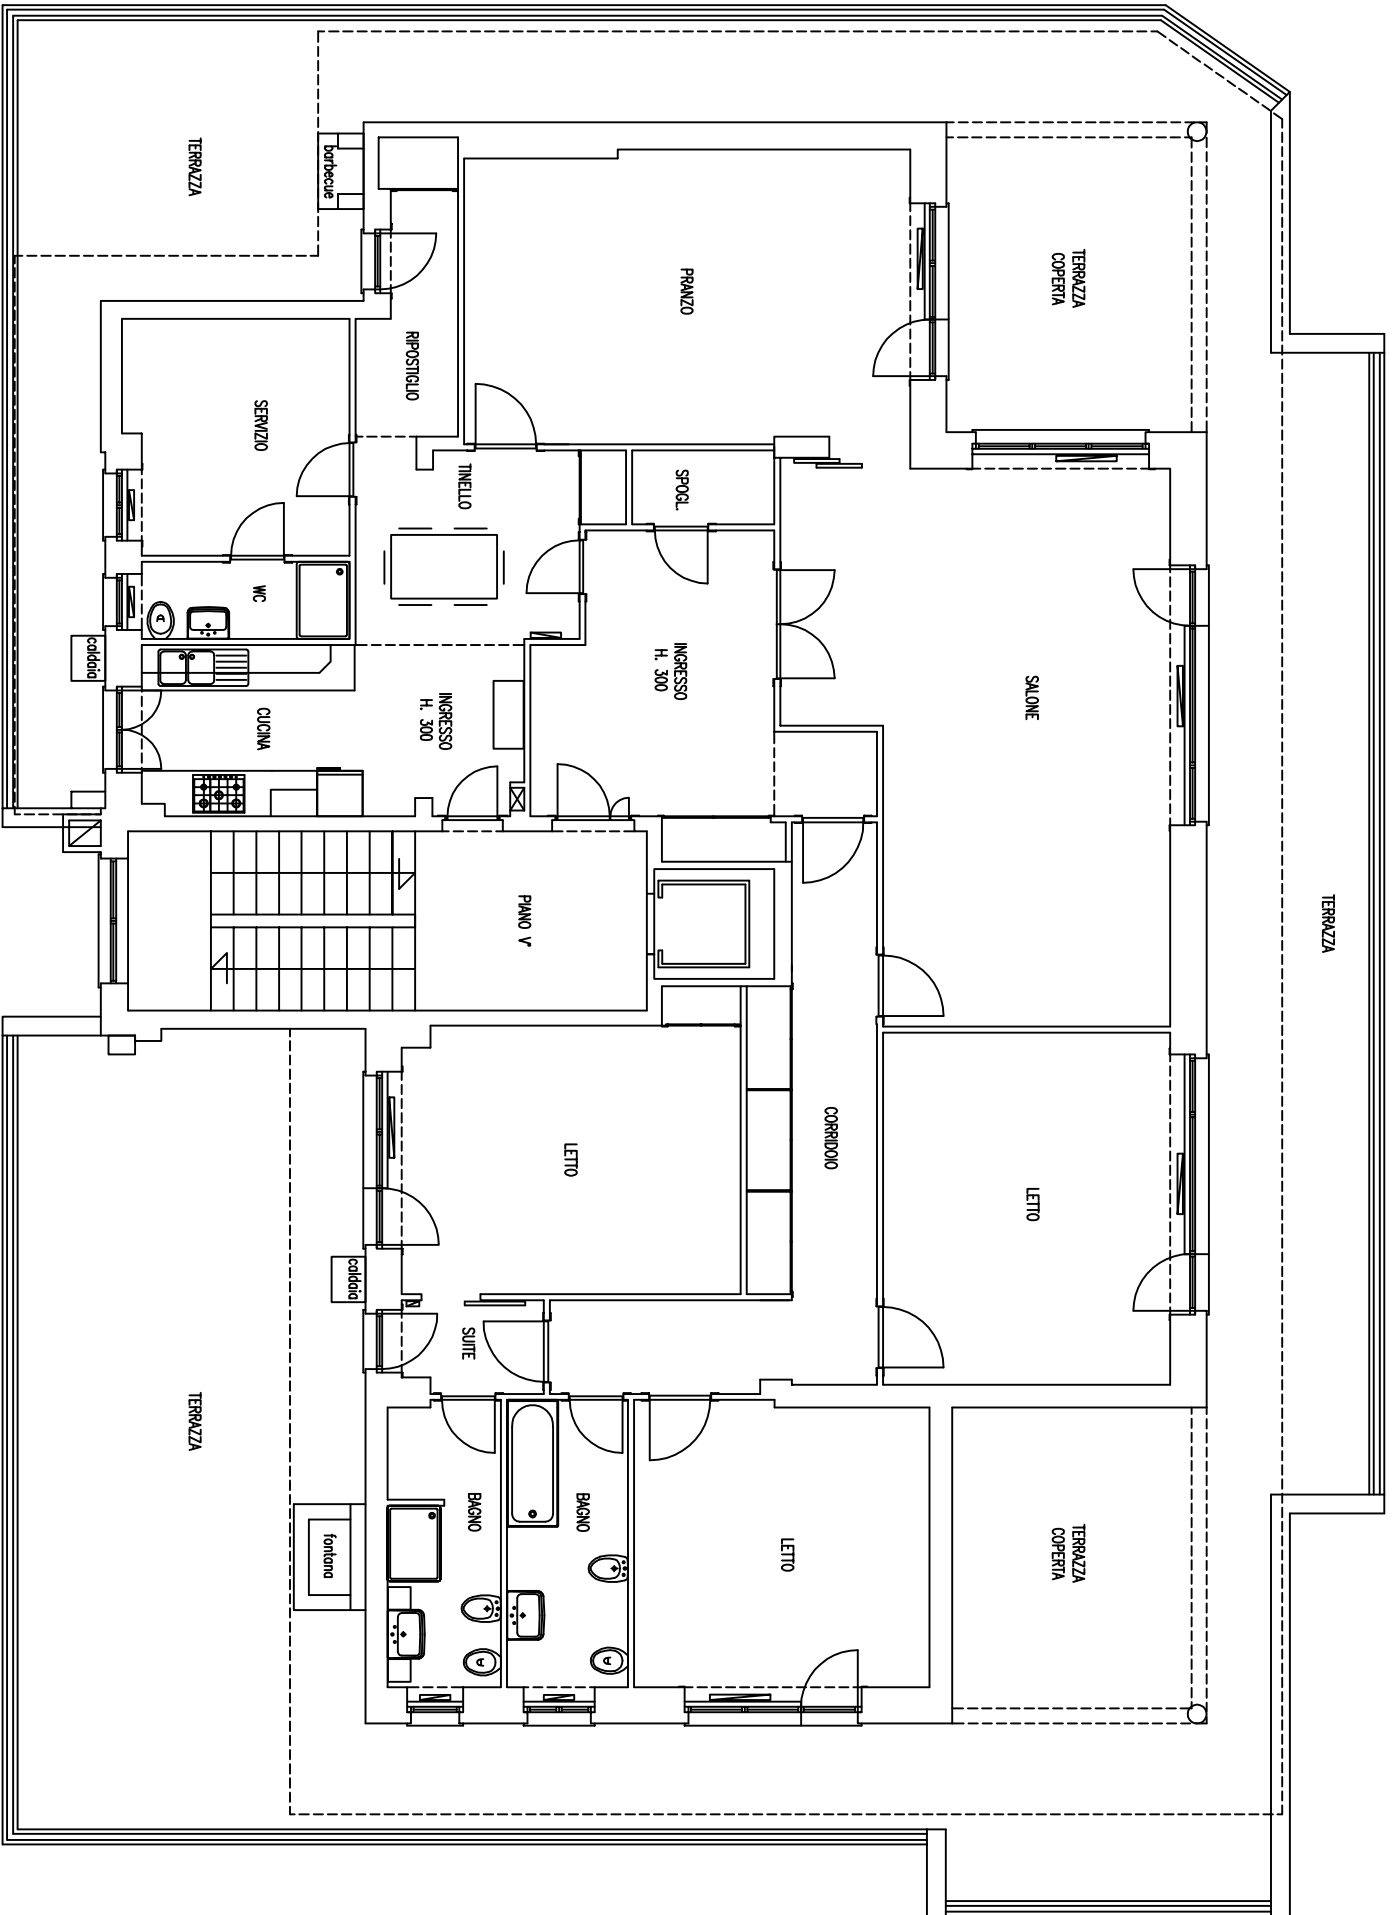 TERRAZZA
TERRAZZA
COPERTA
TERRAZZA
COPERTA
SALONE
LETTO
CORRIDOIO
LETTO
PRANZO
SPOGL.
INGRESSO
H. 300
LETTO
BAGNO
PIANO V°
TINELLO
INGRESSO
H. 300
SUITE
BAGNO
RIPOSTIGLIO
caldaia
barbecue
fontana
SERVIZIO
WC
CUCINA
TERRAZZA
TERRAZZA
caldaia